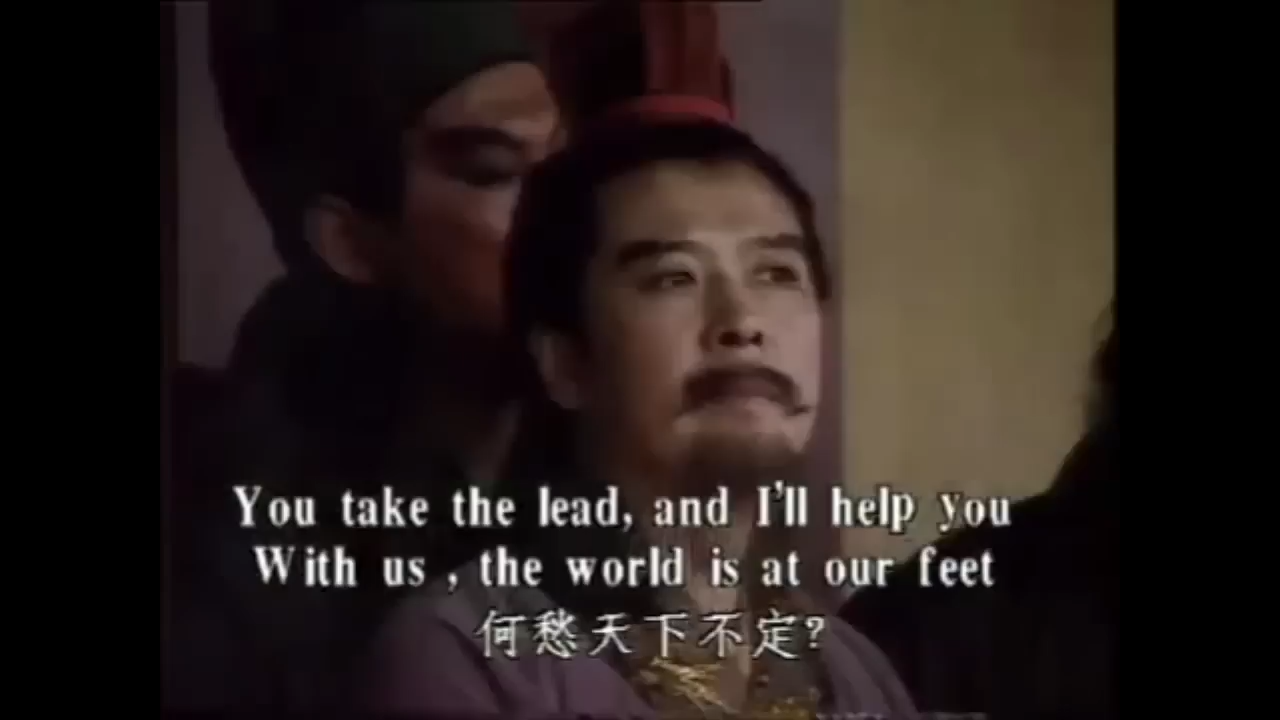 You take the lead, and I'll help you
With us , the world is at our feet
何愁天下不定?